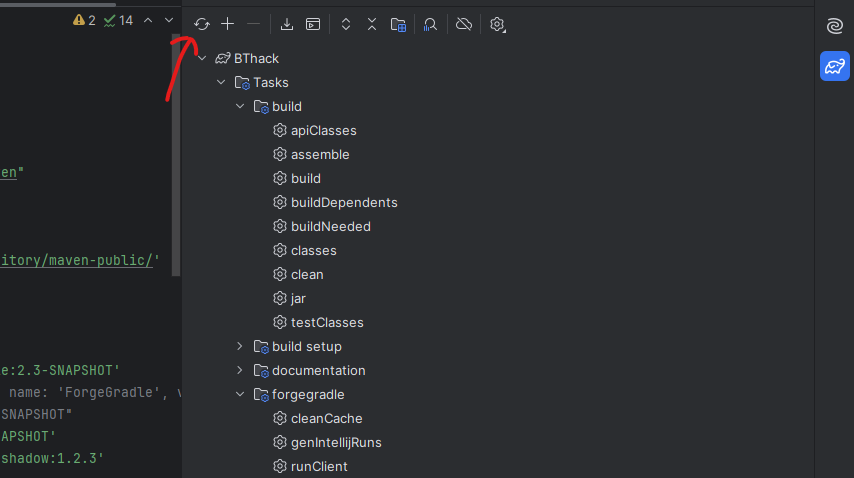 2 14
BThack
Tasks
build
apiClasses
assemble
build
buildDependents
buildNeeded
en"
classes
itory/maven-public/'
clean
jar
testClasses
build setup
e:2.3-SNAPSHOT'
documentation
name: 'ForgeGradle', v
forgegradle
SNAPSHOT"
cleanCache
APSHOT'
genIntellijRuns
shadow:1.2.3'
runClient